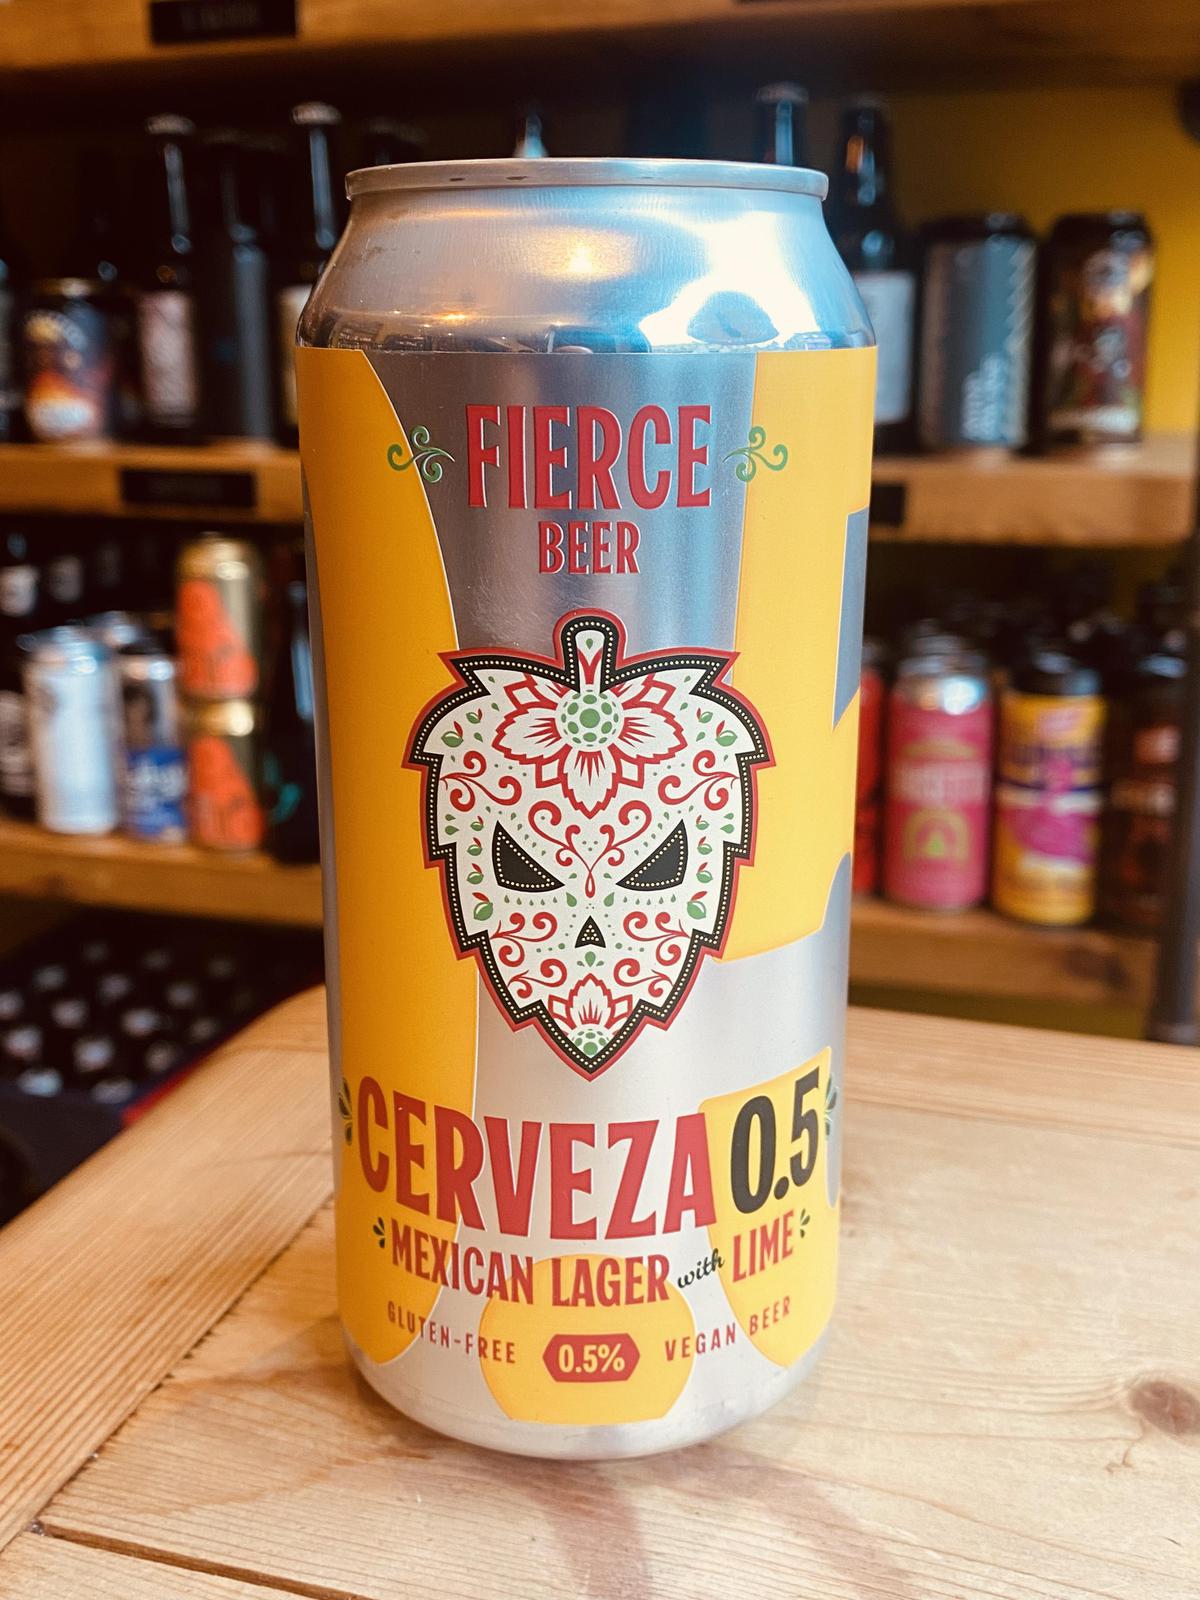 FIERCE
BEER
CERVEZA 0.5
MEXICAN LAGER with LIME
GLUTEN-FREE 0.5% VEGAN BEER